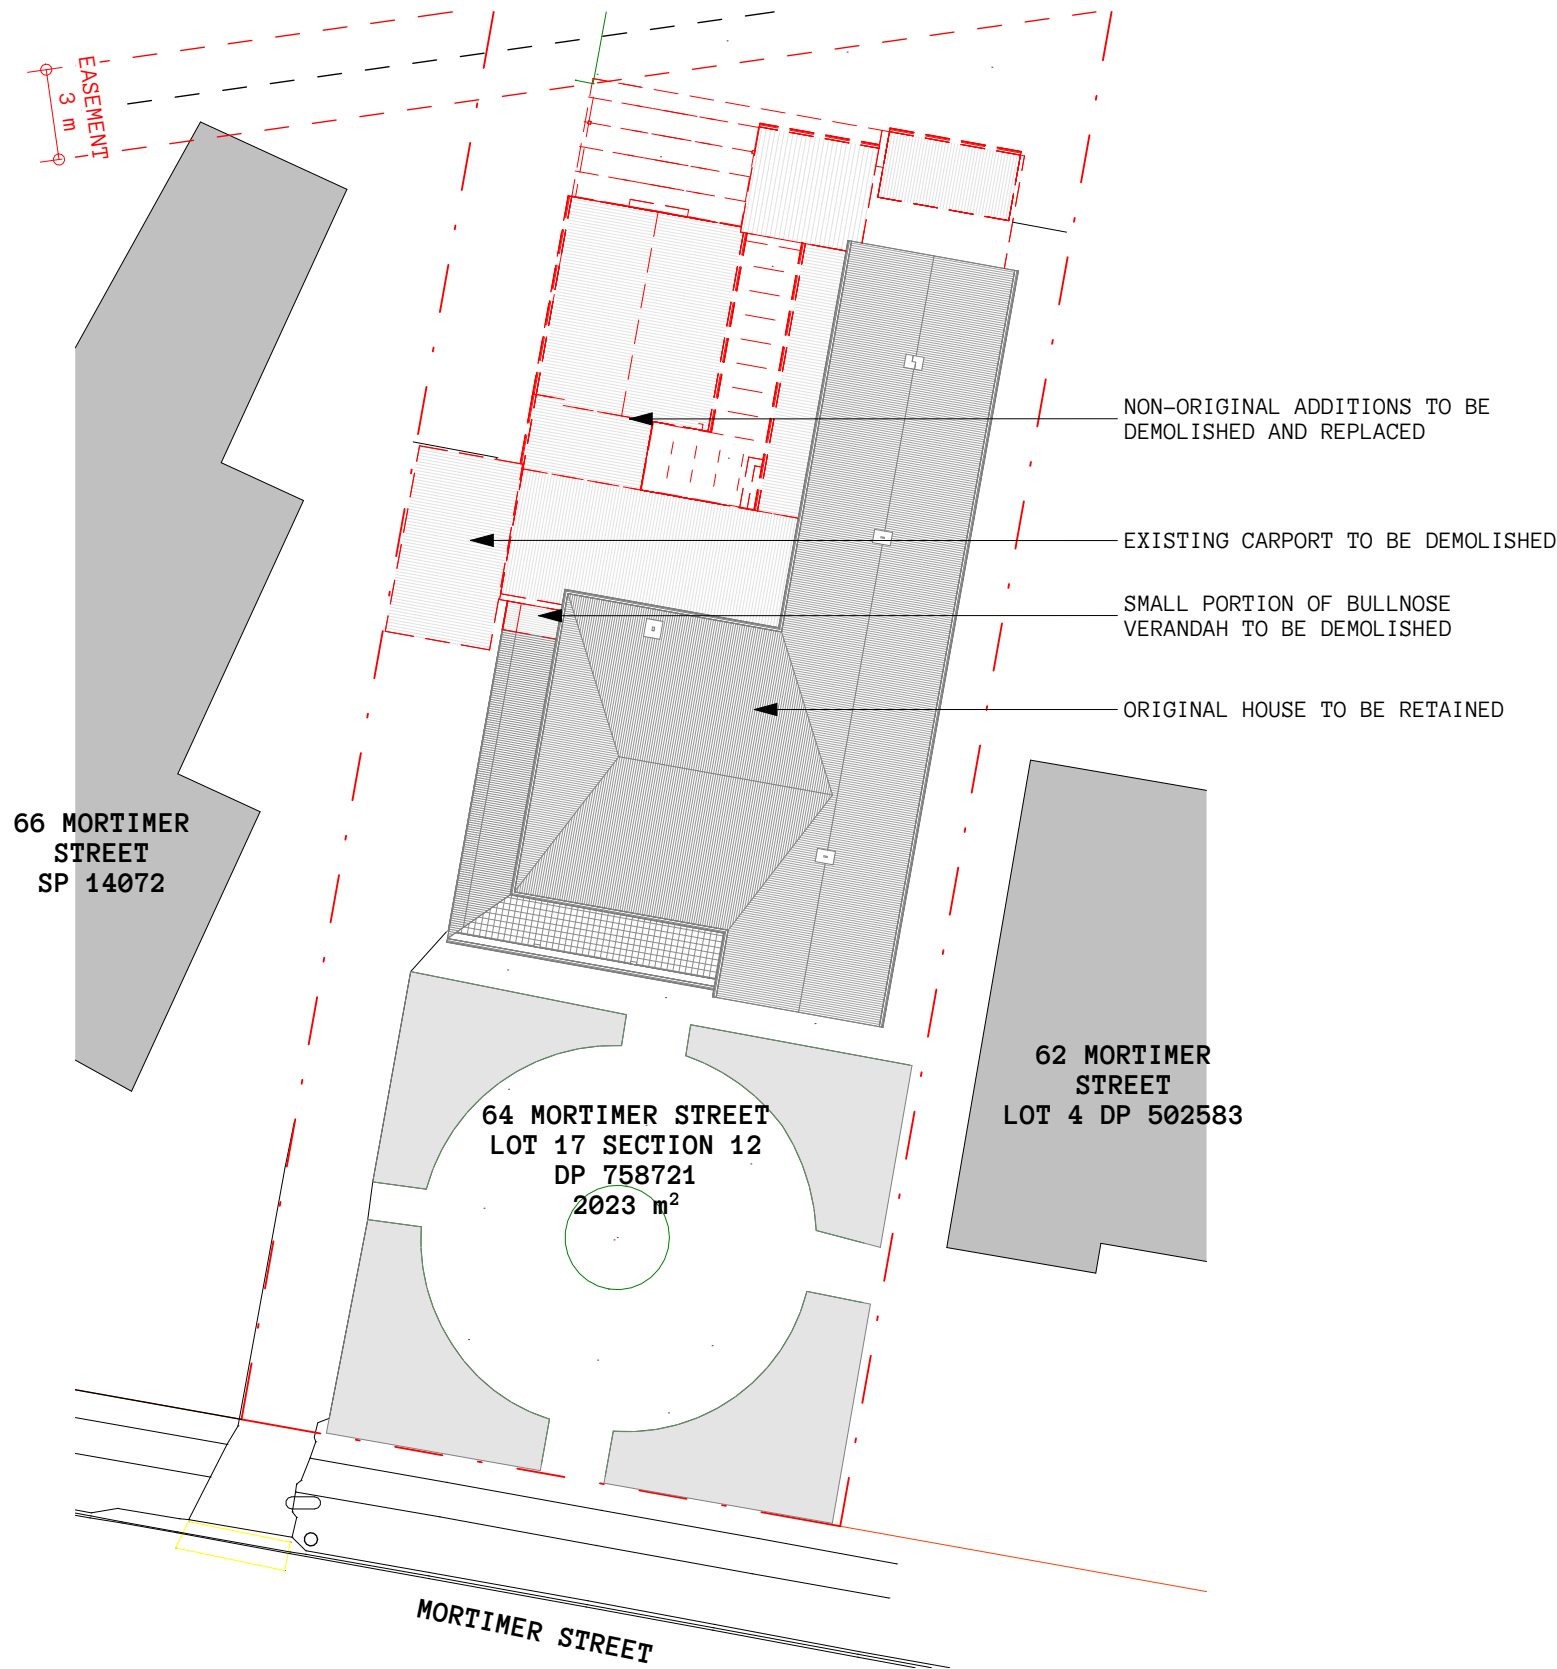 EASEMENT
3 m
NON-ORIGINAL ADDITIONS TO BE
DEMOLISHED AND REPLACED
EXISTING CARPORT TO BE DEMOLISHED
SMALL PORTION OF BULLNOSE
VERANDAH TO BE DEMOLISHED
ORIGINAL HOUSE TO BE RETAINED
66 MORTIMER
STREET
SP 14072
62 MORTIMER
STREET
LOT 4 DP 502583
64 MORTIMER STREET
LOT 17 SECTION 12
DP 758721
2023 m²
MORTIMER STREET